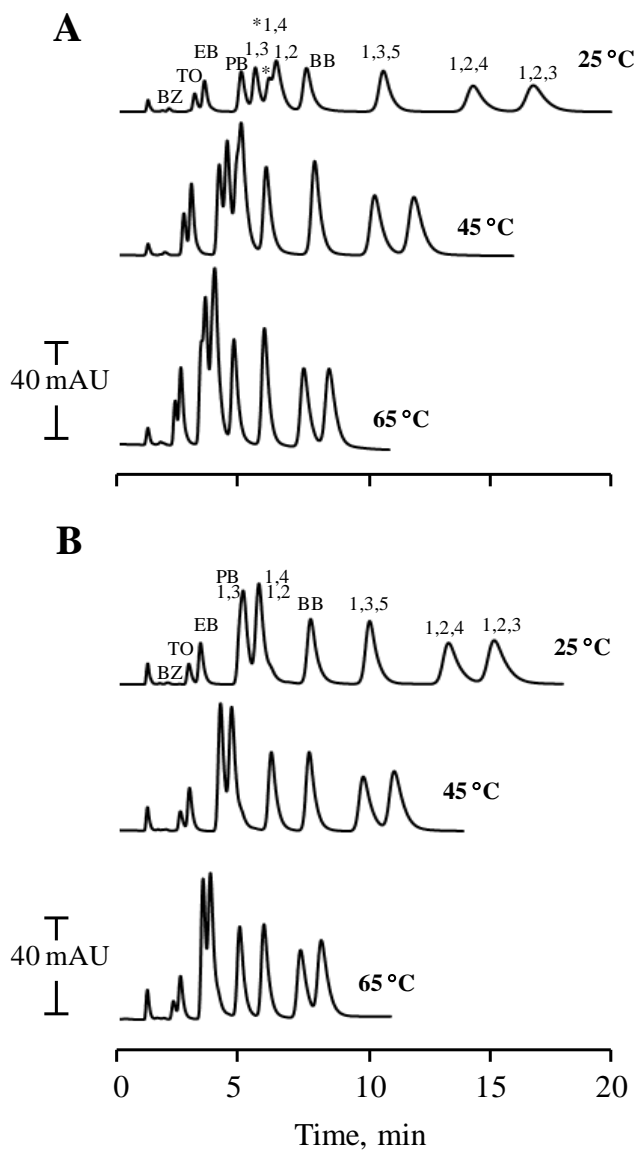 A
*1,4
EB 1,3 1,2 BB 1,3,5 1,2,4 1,2,3 25 °C
TO PB *
BZ
45 °C
40 mAU
65 °C
B
PB 1,4
1,3 1,2
EB BB 1,3,5 1,2,4 1,2,3
TO 25 °C
BZ
45 °C
40 mAU
65 °C
0 5 10 15 20
Time, min